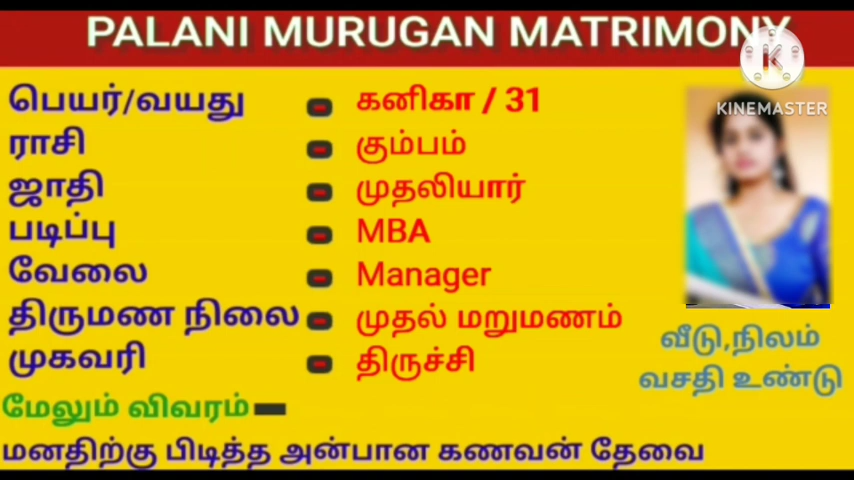 PALANI MURUGAN MATRIMONY
K
KINEMASTER
பெயர்/வயது - கனிகா / 31
ராசி - கும்பம்
ஜாதி - முதலியார்
படிப்பு - MBA
வேலை - Manager
திருமண நிலை - முதல் மறுமணம்
முகவரி - திருச்சி
வீடு,நிலம்
வசதி உண்டு
மேலும் விவரம் -
மனதிற்கு பிடித்த அன்பான கணவன் தேவை